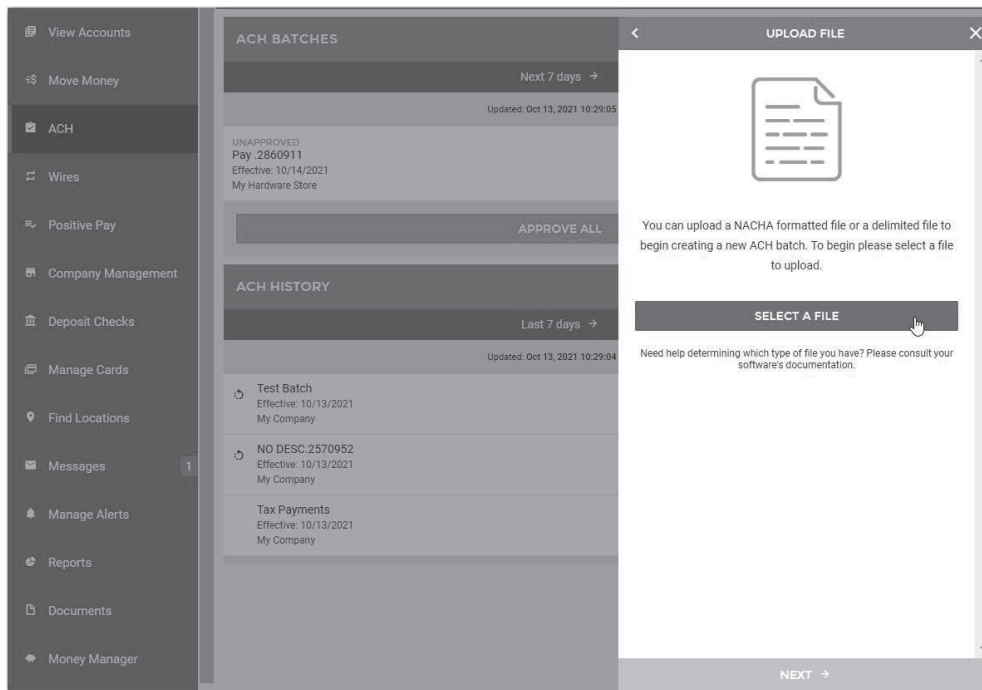 View Accounts
Move Money
ACH
Wires
Positive Pay
Company Management
Deposit Checks
Manage Cards
Find Locations
Messages 1
Manage Alerts
Reports
Documents
Money Manager
ACH BATCHES
Next 7 days →
Updated: Oct 13, 2021 10:29:05
UNAPPROVED
Pay .2860911
Effective: 10/14/2021
My Hardware Store
APPROVE ALL
ACH HISTORY
Last 7 days →
Updated: Oct 13, 2021 10:29:04
Test Batch
Effective: 10/13/2021
My Company
NO DESC.2570952
Effective: 10/13/2021
My Company
Tax Payments
Effective: 10/13/2021
My Company
UPLOAD FILE
You can upload a NACHA formatted file or a delimited file to
begin creating a new ACH batch. To begin please select a file
to upload.
SELECT A FILE
Need help determining which type of file you have? Please consult your
software's documentation.
NEXT →